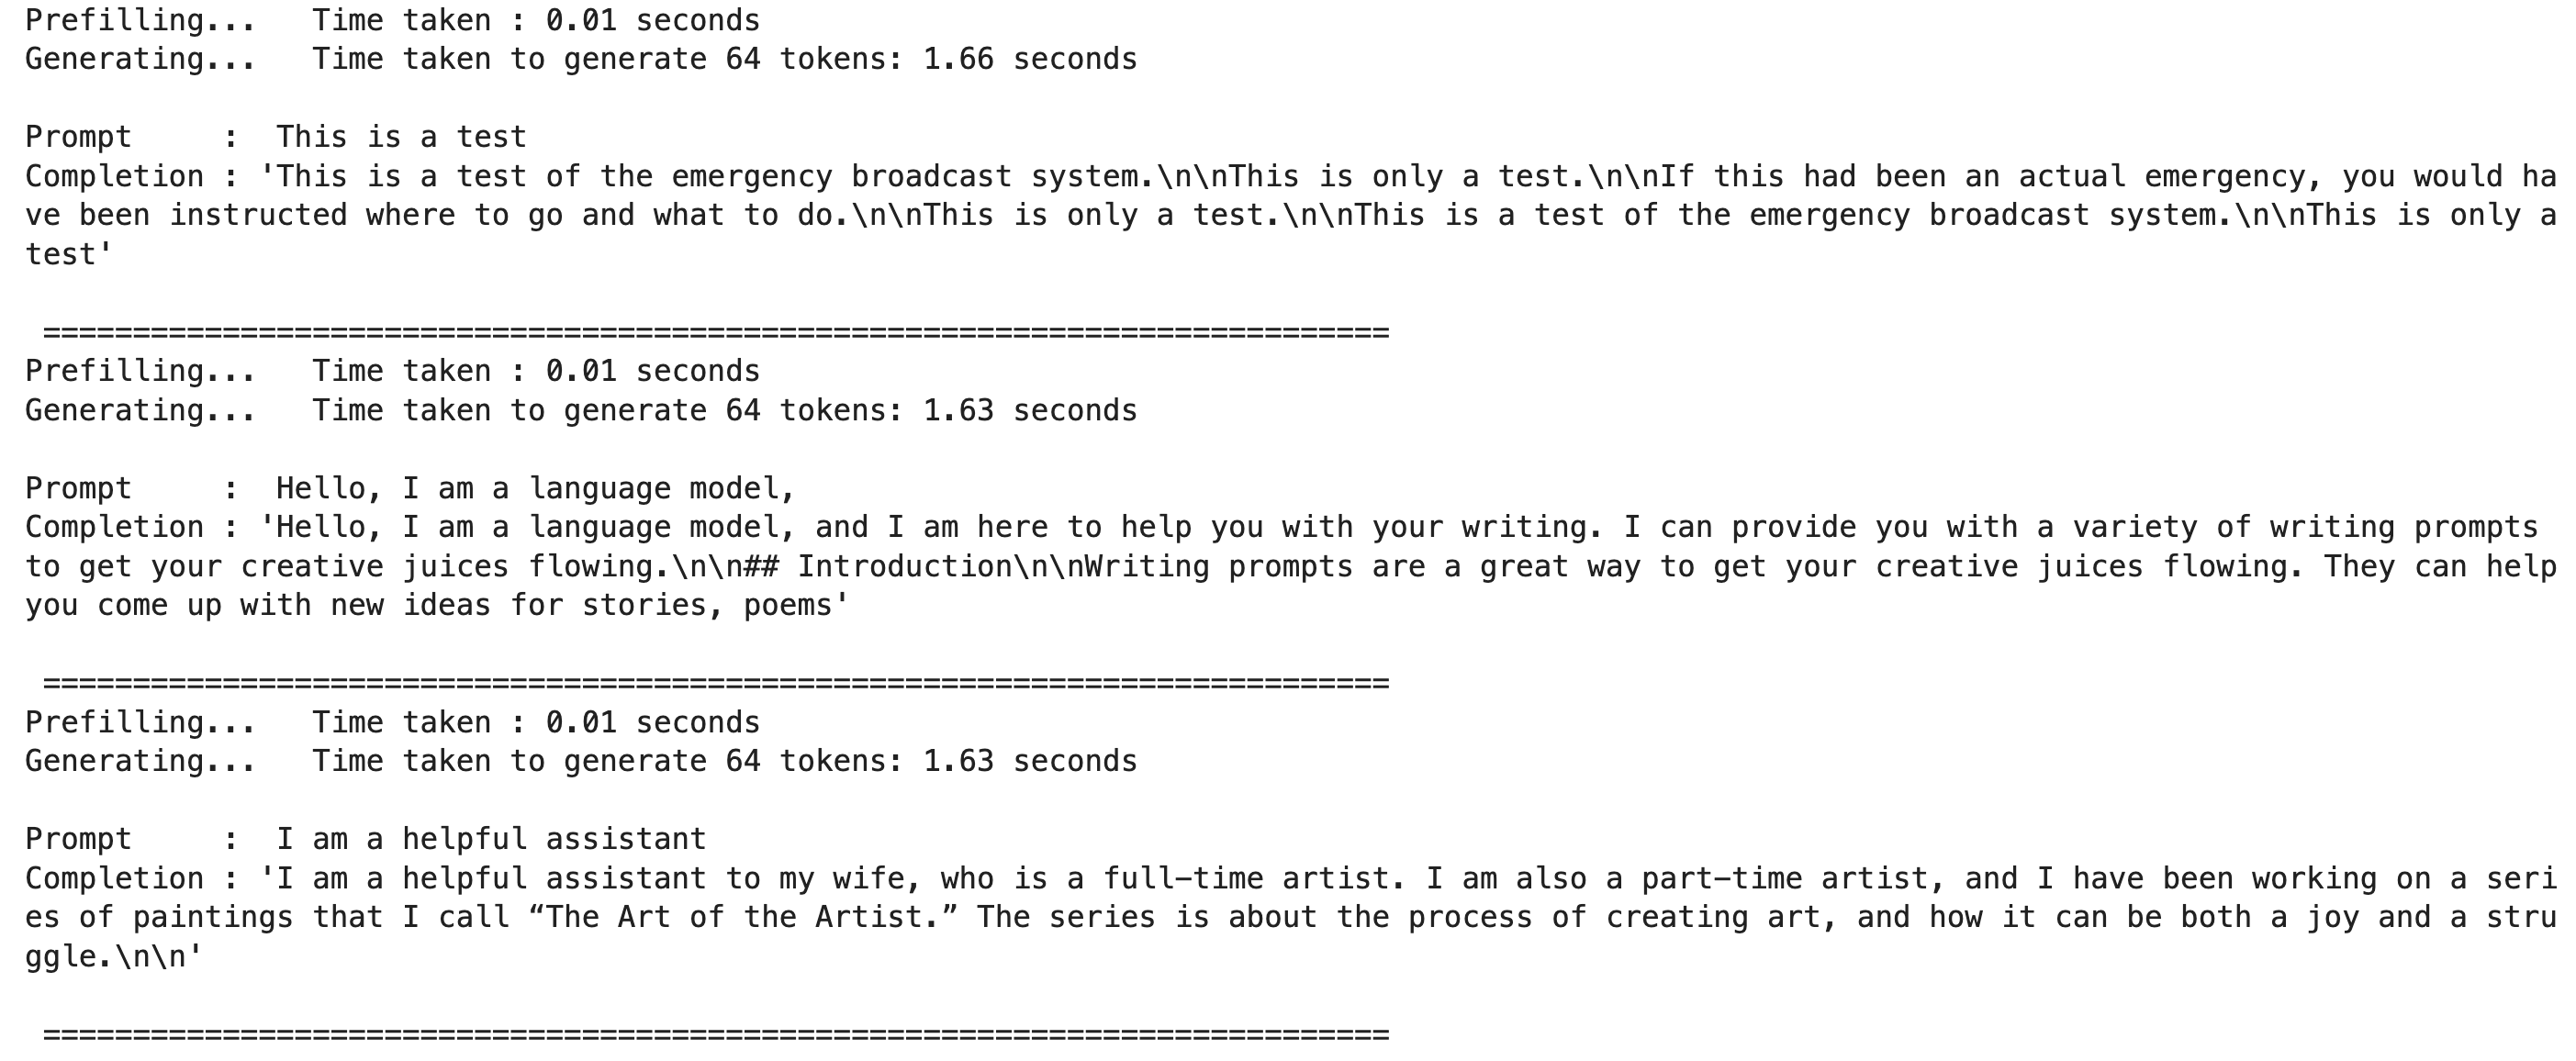 Prefilling...   Time taken : 0.01 seconds
Generating...   Time taken to generate 64 tokens: 1.66 seconds
Prompt     :  This is a test
Completion : 'This is a test of the emergency broadcast system.\n\nThis is only a test.\n\nIf this had been an actual emergency, you would ha
ve been instructed where to go and what to do.\n\nThis is only a test.\n\nThis is a test of the emergency broadcast system.\n\nThis is only a
test'
===========================================================================
Prefilling...   Time taken : 0.01 seconds
Generating...   Time taken to generate 64 tokens: 1.63 seconds
Prompt     :  Hello, I am a language model,
Completion : 'Hello, I am a language model, and I am here to help you with your writing. I can provide you with a variety of writing prompts
to get your creative juices flowing.\n\n## Introduction\n\nWriting prompts are a great way to get your creative juices flowing. They can help
you come up with new ideas for stories, poems'
===========================================================================
Prefilling...   Time taken : 0.01 seconds
Generating...   Time taken to generate 64 tokens: 1.63 seconds
Prompt     :  I am a helpful assistant
Completion : 'I am a helpful assistant to my wife, who is a full-time artist. I am also a part-time artist, and I have been working on a seri
es of paintings that I call “The Art of the Artist.” The series is about the process of creating art, and how it can be both a joy and a stru
ggle.\n\n'
===========================================================================